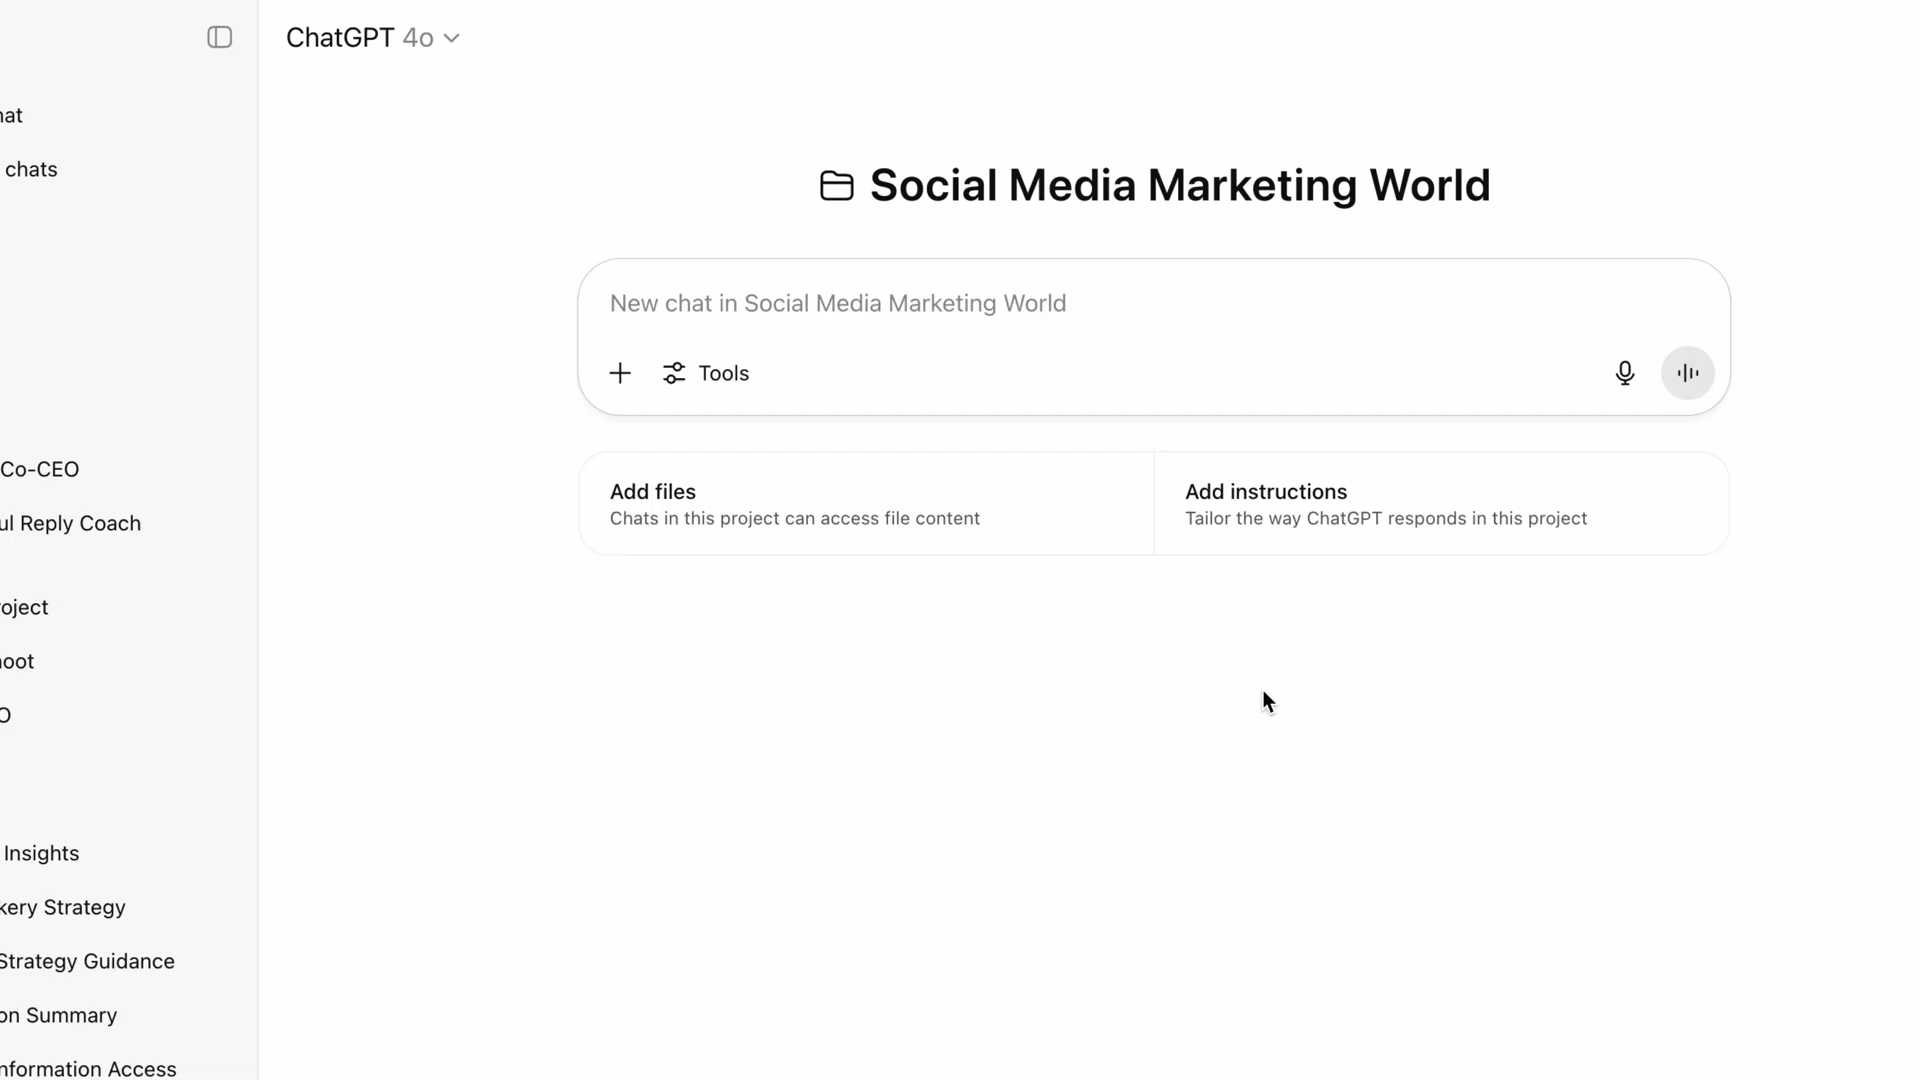 ChatGPT 4o
hat
chats
Co-CEO
ul Reply Coach
oject
oot
O
Insights
kery Strategy
Strategy Guidance
on Summary
nformation Access
Social Media Marketing World
New chat in Social Media Marketing World
Tools
Add files
Chats in this project can access file content
Add instructions
Tailor the way ChatGPT responds in this project